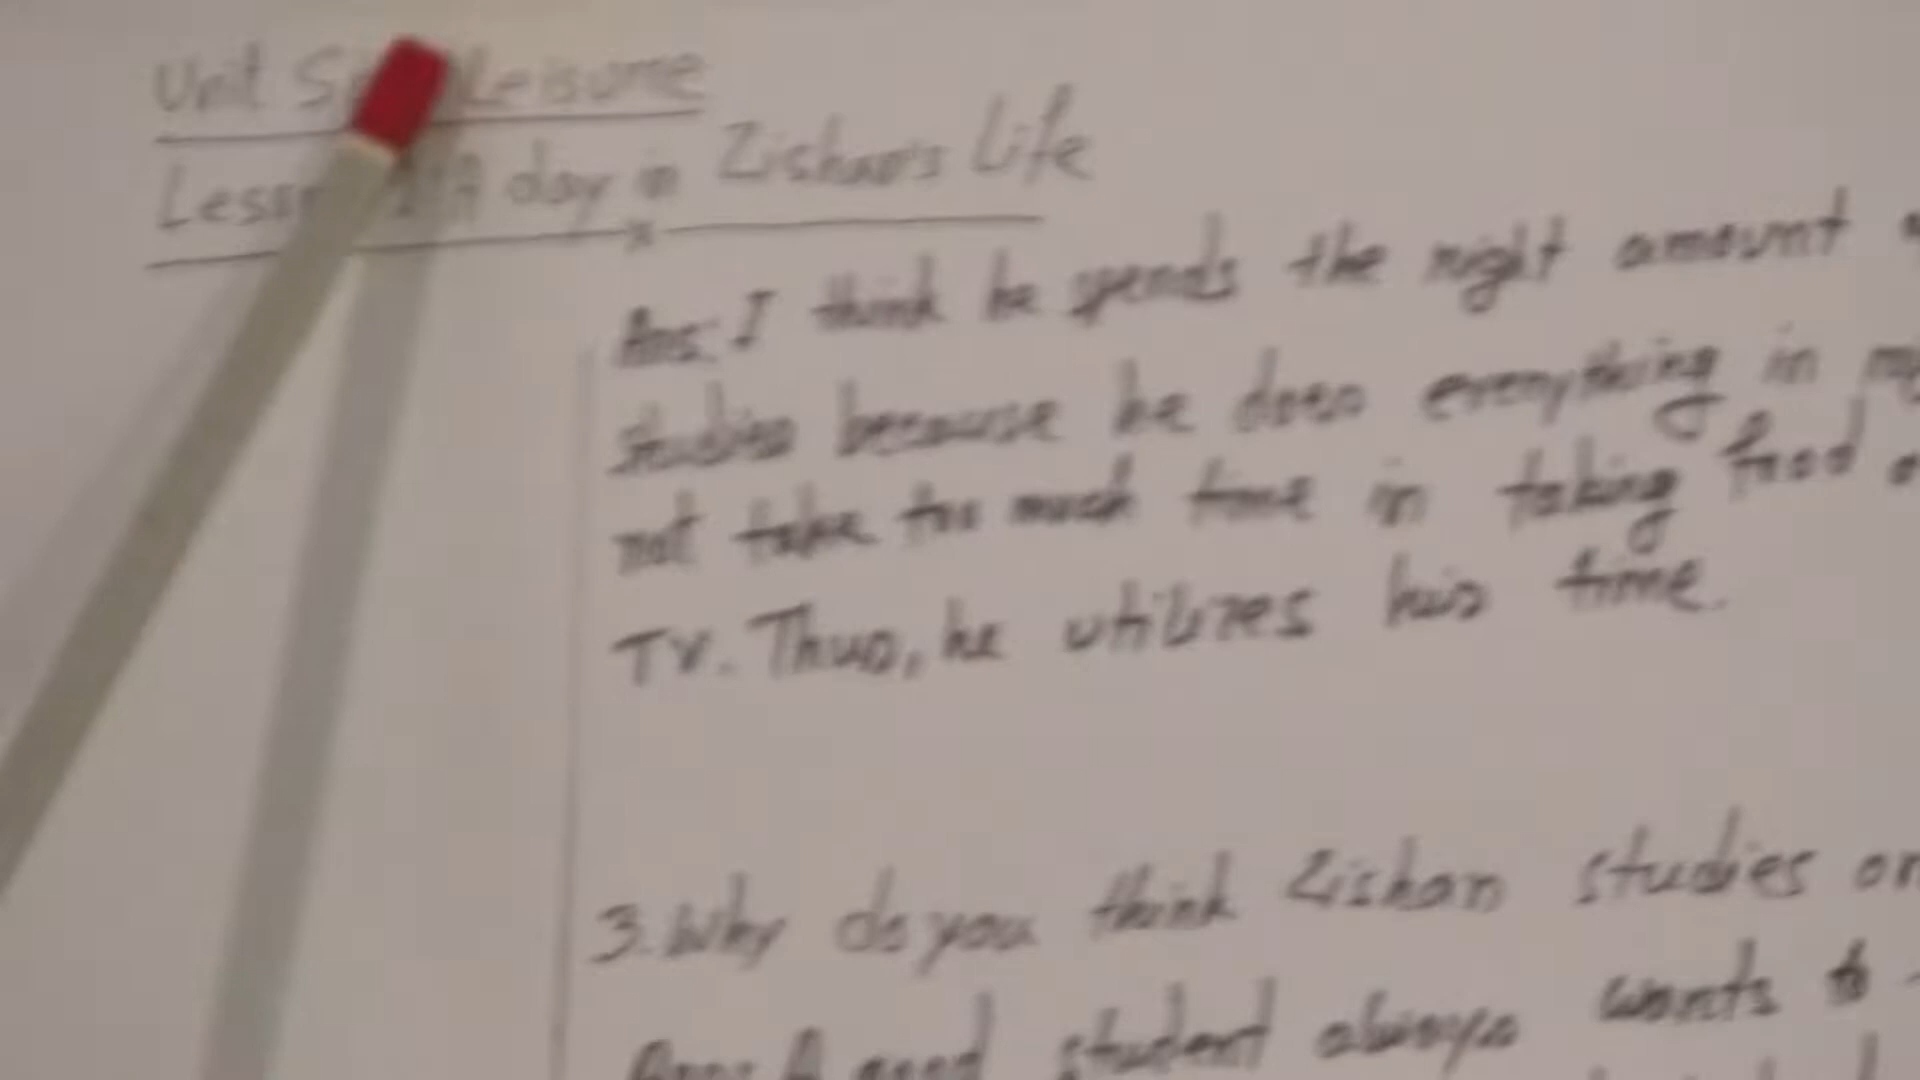 Unit Leisure
Lesson A day in Zishan's Life
Ans: I think he spends the right amount
studies because he does everything in
not take too much time in taking food
TV. Thus, he utilizes his time.
3. Why do you think Zishan studies
Ans: A good student always wants to